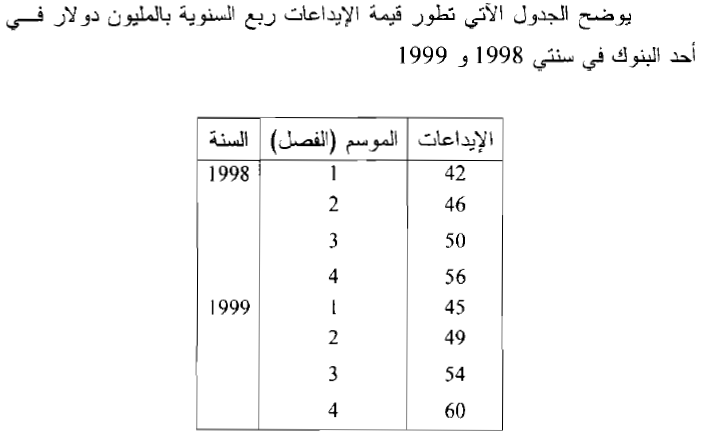 يوضح الجدول الآتي تطور قيمة الإيداعات ربع السنوية بالمليون دولار في
أحد البنوك في سنتي 1998 و 1999
السنة الموسم (الفصل) الإيداعات
1998 1 42
2 46
3 50
4 56
1999 1 45
2 49
3 54
4 60